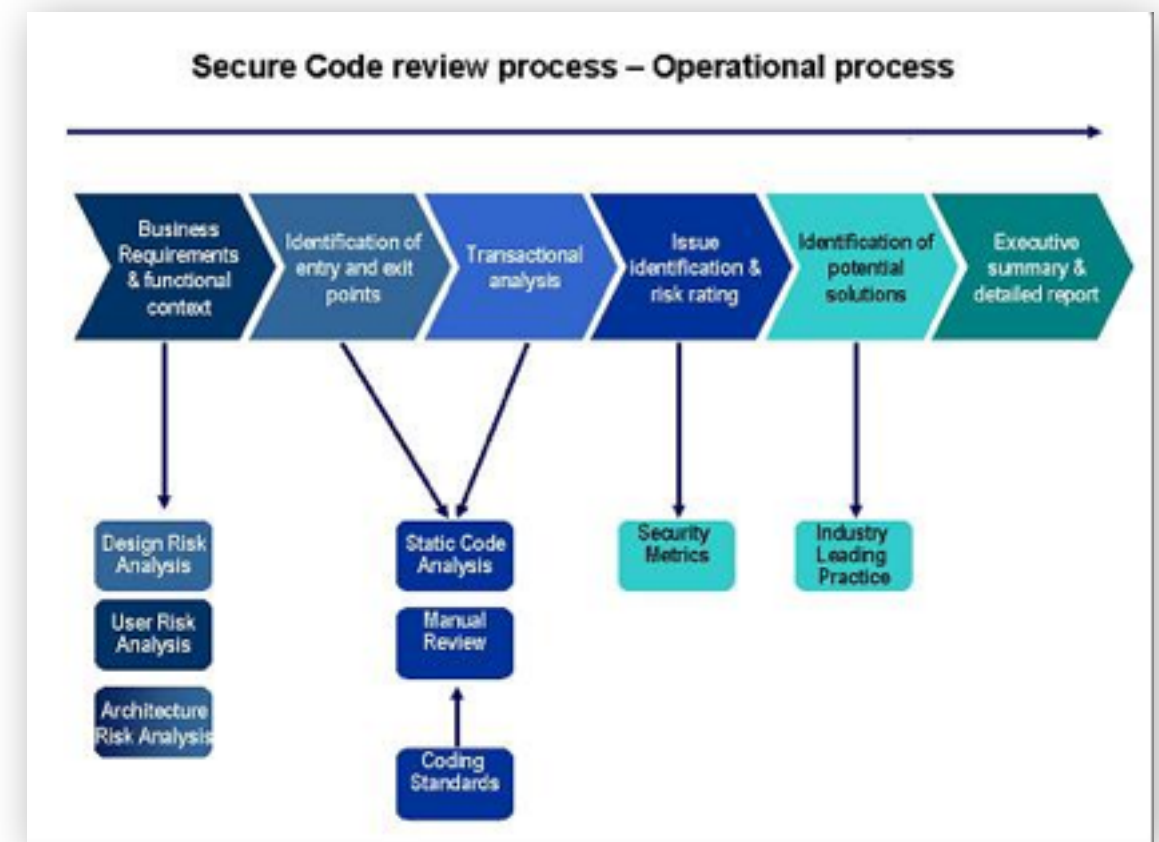 Secure Code review process – Operational process
Business
Requirements
& functional
context
Identification of
entry and exit
points
Transactional
analysis
Issue
identification &
risk rating
Identification of
potential
solutions
Executive
summary &
detailed report
Design Risk
Analysis
User Risk
Analysis
Architecture
Risk Analysis
Static Code
Analysis
Manual
Review
Coding
Standards
Security
Metrics
Industry
Leading
Practice